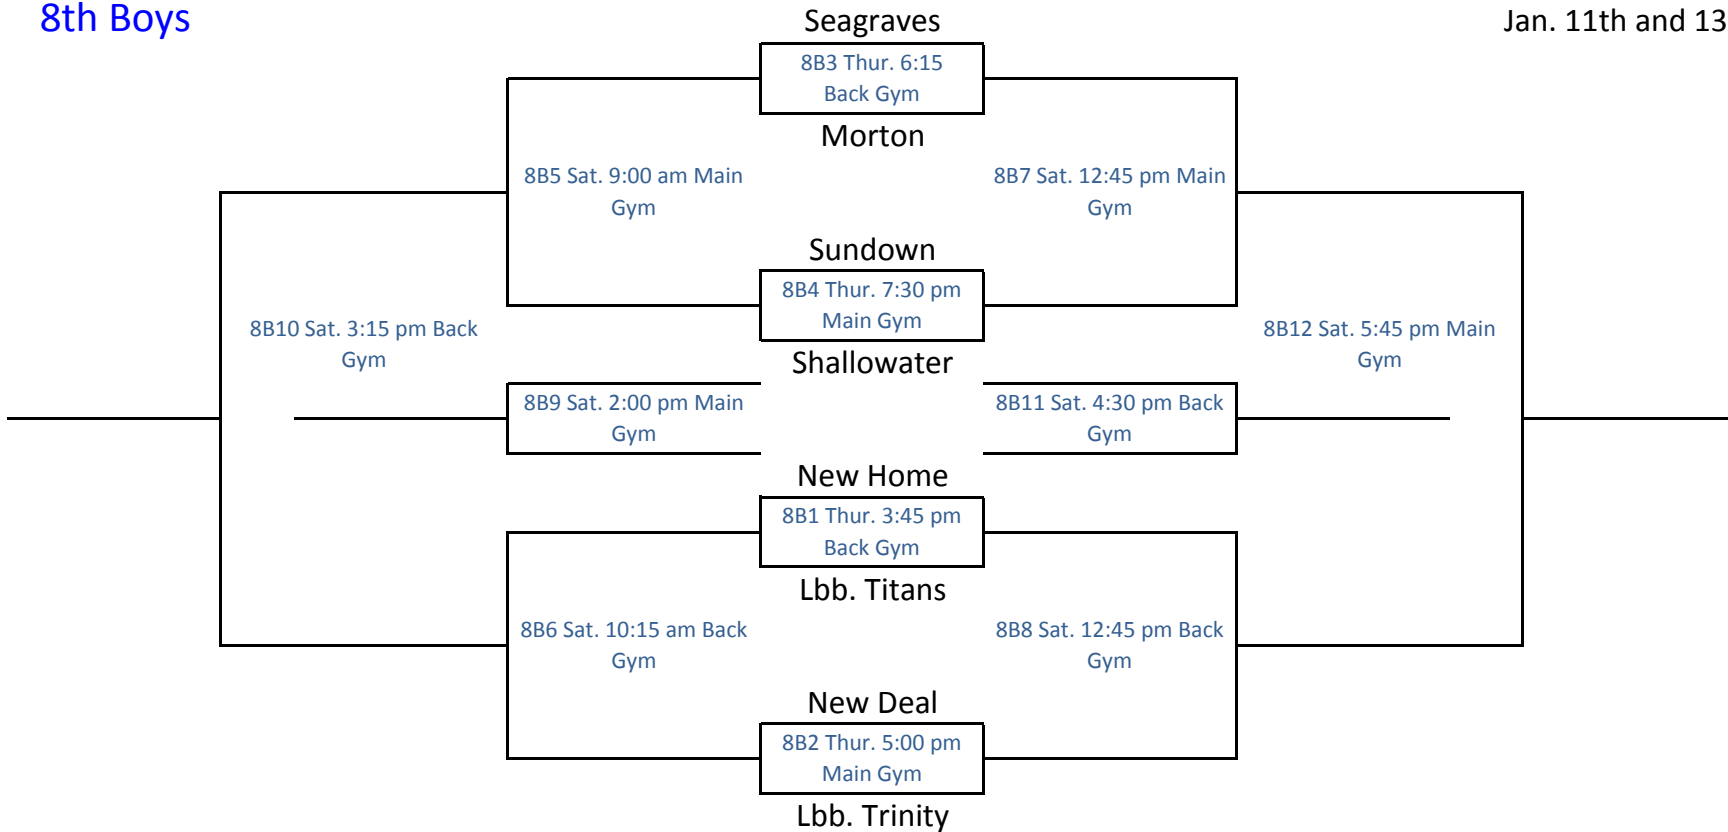 8th Boys
Seagraves
Jan. 11th and 13
8B3 Thur. 6:15
Back Gym
Morton
8B5 Sat. 9:00 am Main
Gym
8B7 Sat. 12:45 pm Main
Gym
Sundown
8B4 Thur. 7:30 pm
Main Gym
8B10 Sat. 3:15 pm Back
Gym
8B12 Sat. 5:45 pm Main
Gym
Shallowater
8B9 Sat. 2:00 pm Main
Gym
8B11 Sat. 4:30 pm Back
Gym
New Home
8B1 Thur. 3:45 pm
Back Gym
Lbb. Titans
8B6 Sat. 10:15 am Back
Gym
8B8 Sat. 12:45 pm Back
Gym
New Deal
8B2 Thur. 5:00 pm
Main Gym
Lbb. Trinity